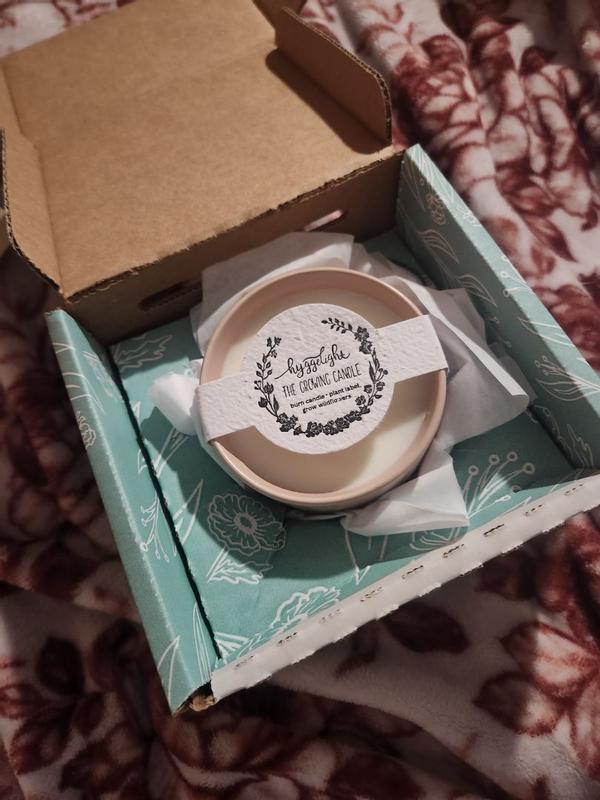 hyggelight
THE GROWING CANDLE
burn candle • plant label
grow wildflowers